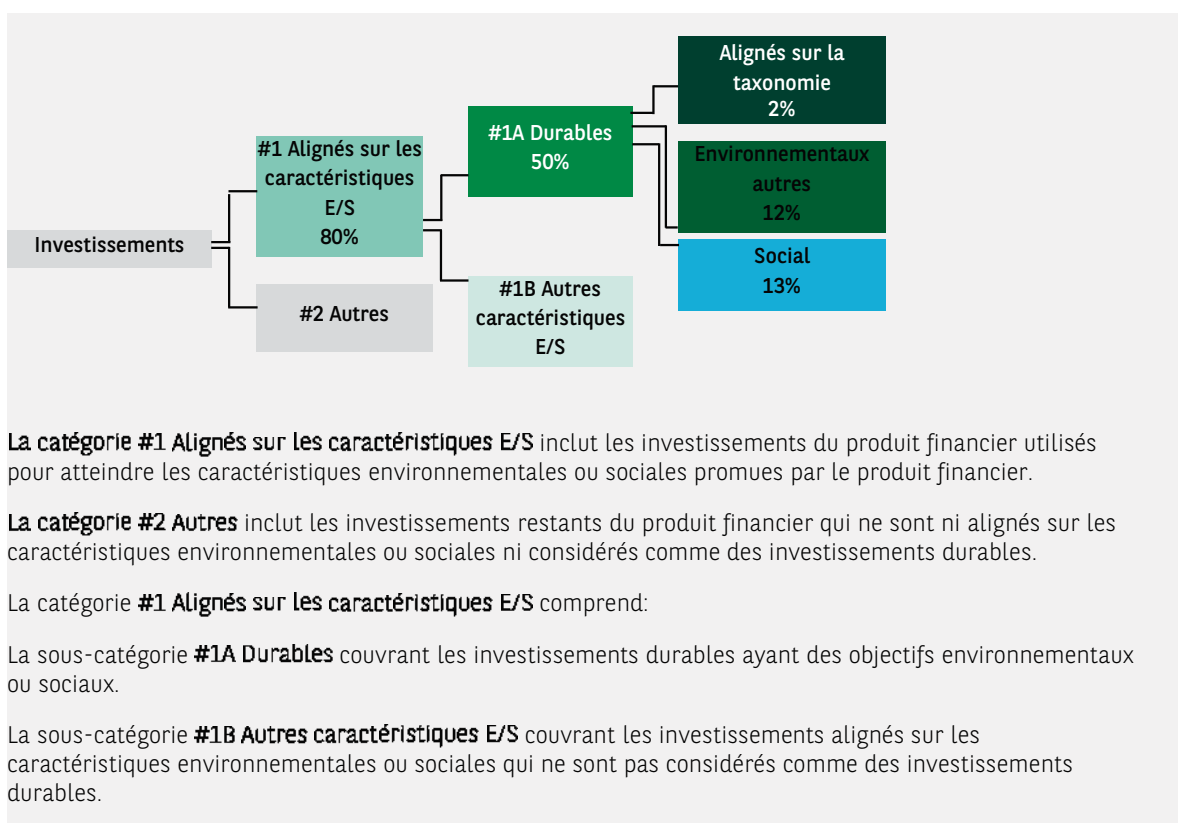 Investissements
#1 Alignés sur les
caractéristiques
E/S
80%
#2 Autres
#1A Durables
50%
#1B Autres
caractéristiques
E/S
Alignés sur la
taxonomie
2%
Environnementaux
autres
12%
Social
13%
La catégorie #1 Alignés sur les caractéristiques E/S inclut les investissements du produit financier utilisés
pour atteindre les caractéristiques environnementales ou sociales promues par le produit financier.
La catégorie #2 Autres inclut les investissements restants du produit financier qui ne sont ni alignés sur les
caractéristiques environnementales ou sociales ni considérés comme des investissements durables.
La catégorie #1 Alignés sur les caractéristiques E/S comprend:
La sous-catégorie #1A Durables couvrant les investissements durables ayant des objectifs environnementaux
ou sociaux.
La sous-catégorie #1B Autres caractéristiques E/S couvrant les investissements alignés sur les
caractéristiques environnementales ou sociales qui ne sont pas considérés comme des investissements
durables.